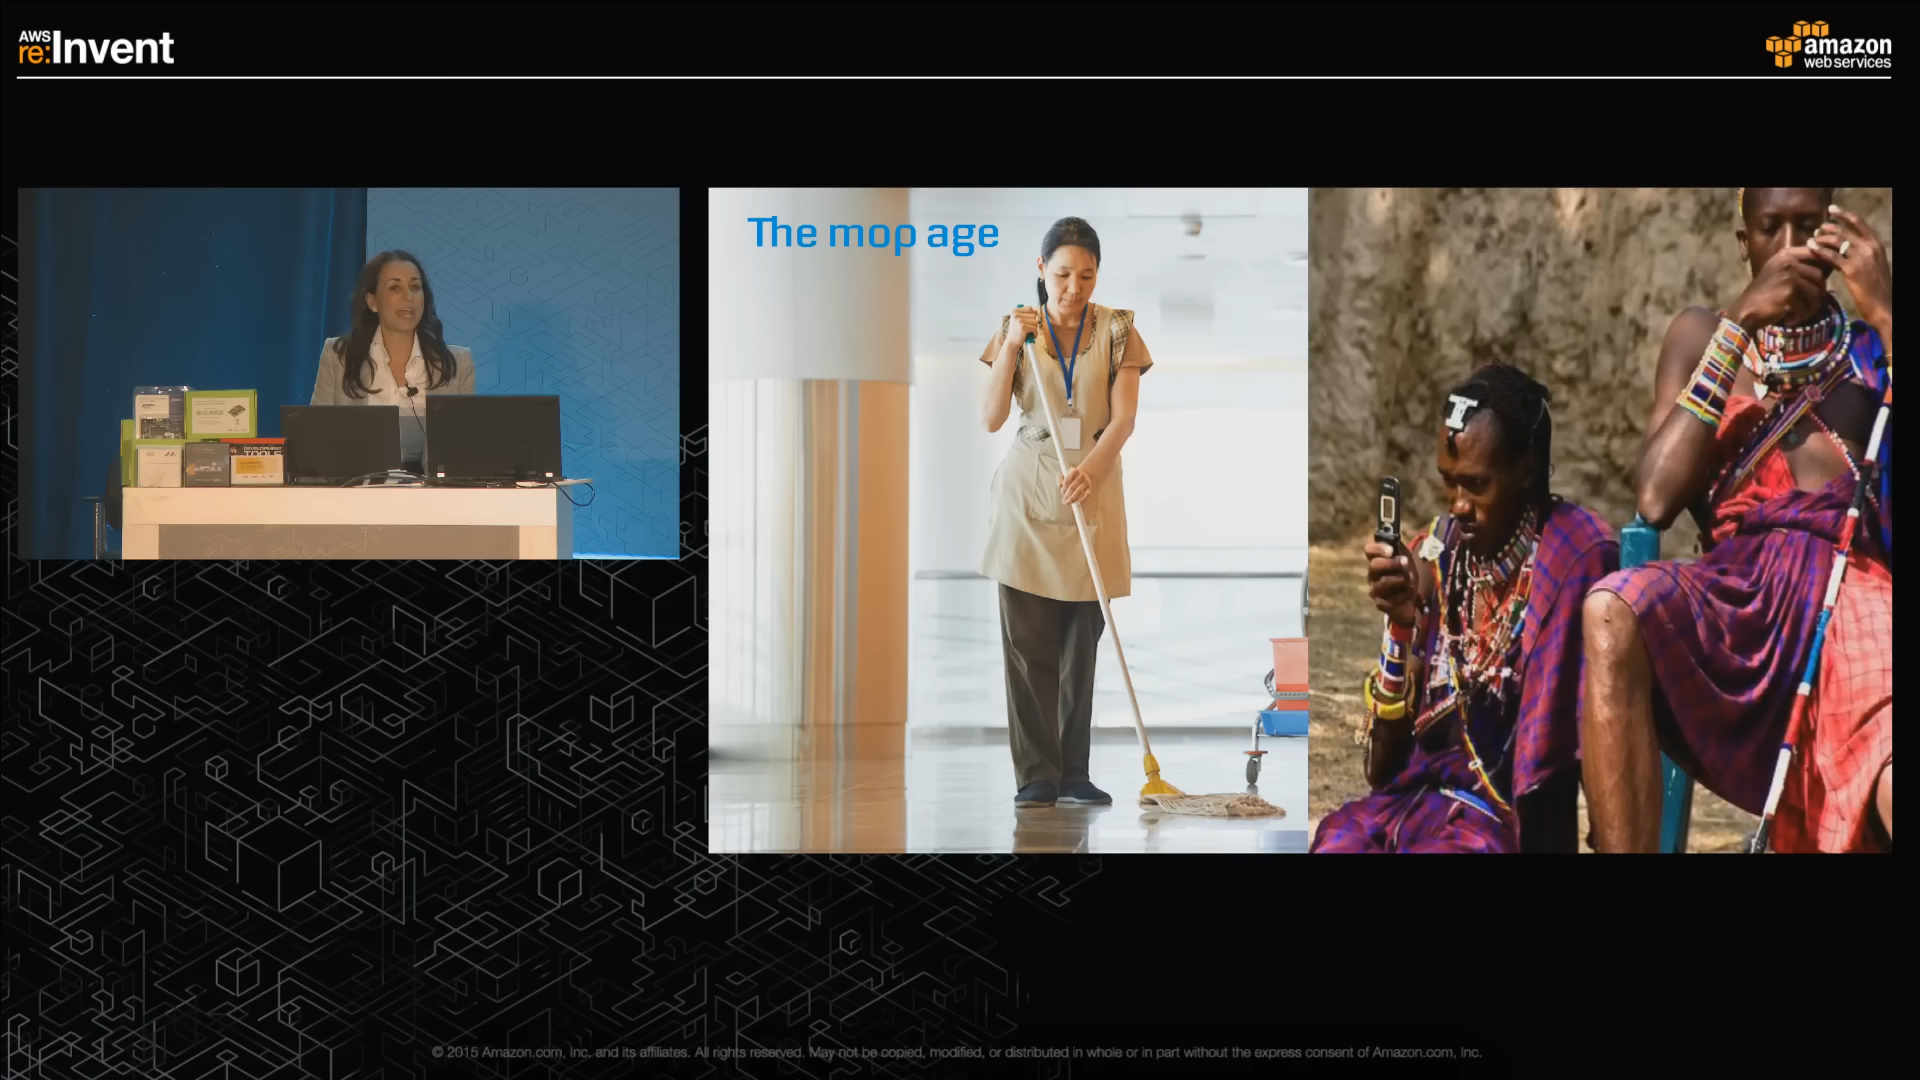 AWS
re:Invent
amazon
web services
The mop age
DEVELOPMENT
TOOLS
© 2015 Amazon.com, Inc. and its affiliates. All rights reserved. May not be copied, modified, or distributed in whole or in part without the express consent of Amazon.com, Inc.